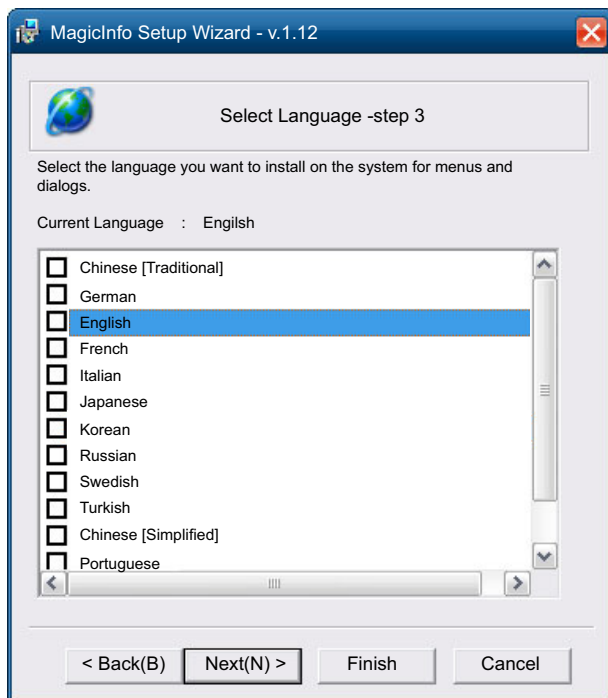 MagicInfo Setup Wizard - v.1.12
Select Language -step 3
Select the language you want to install on the system for menus and
dialogs.
Current Language : Engilsh
Chinese [Traditional]
German
English
French
Italian
Japanese
Korean
Russian
Swedish
Turkish
Chinese [Simplified]
Portuguese
< Back(B) Next(N) > Finish Cancel